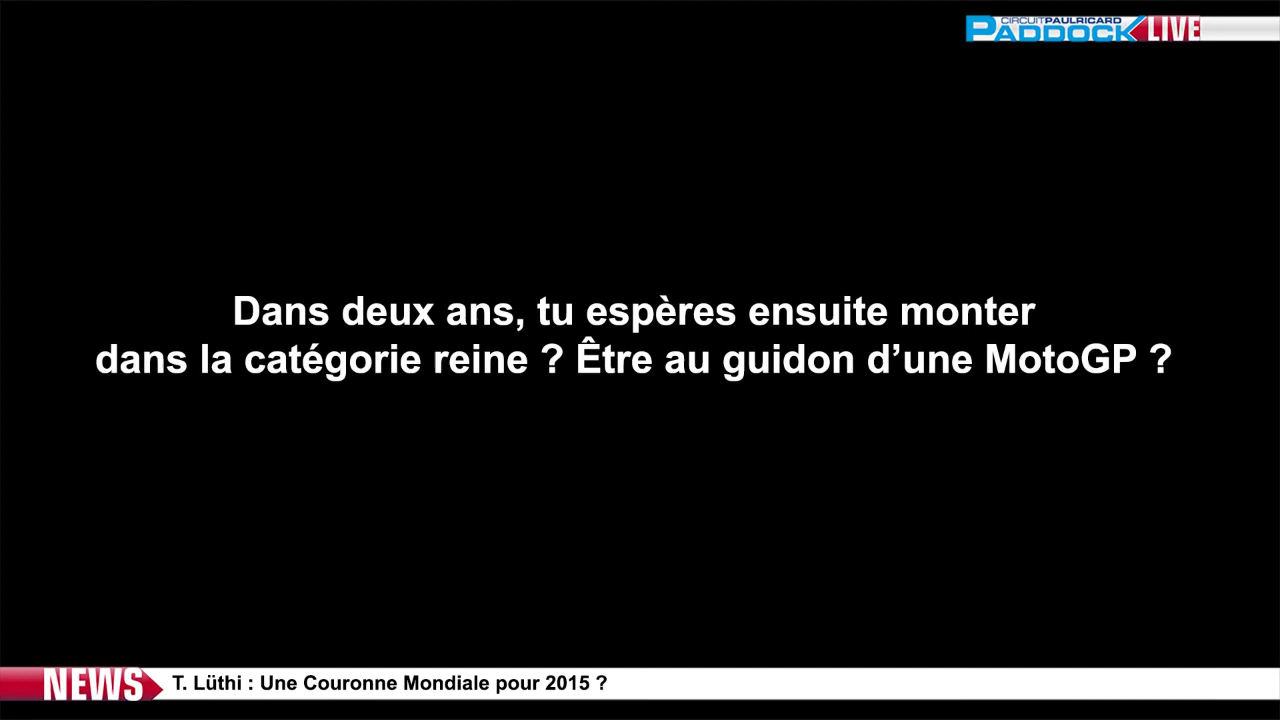 CIRCUITPAULRICARD
PADDOCK LIVE
Dans deux ans, tu espères ensuite monter
dans la catégorie reine ? Être au guidon d’une MotoGP ?
NEWS T. Lüthi : Une Couronne Mondiale pour 2015 ?